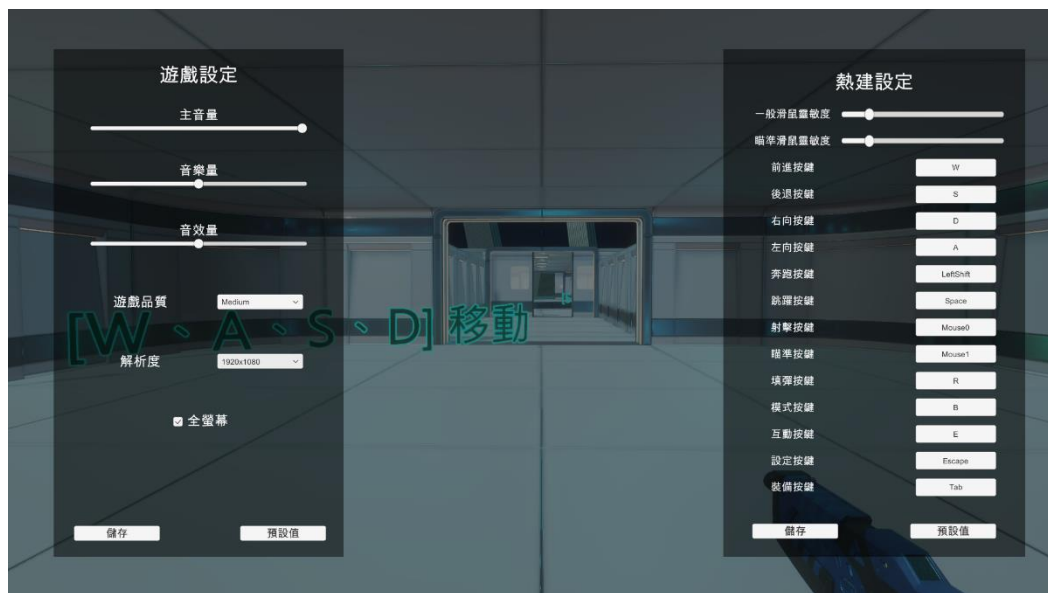 遊戲設定
主音量
音樂量
音效量
遊戲品質 Medium
[W、A、S、D] 移動
解析度 1920x1080
全螢幕
儲存 預設值
熱建設定
一般滑鼠靈敏度
瞄準滑鼠靈敏度
前進按鍵 W
後退按鍵 S
右向按鍵 D
左向按鍵 A
奔跑按鍵 LeftShift
跳躍按鍵 Space
射擊按鍵 Mouse0
瞄準按鍵 Mouse1
填彈按鍵 R
模式按鍵 B
互動按鍵 E
設定按鍵 Escape
裝備按鍵 Tab
儲存 預設值